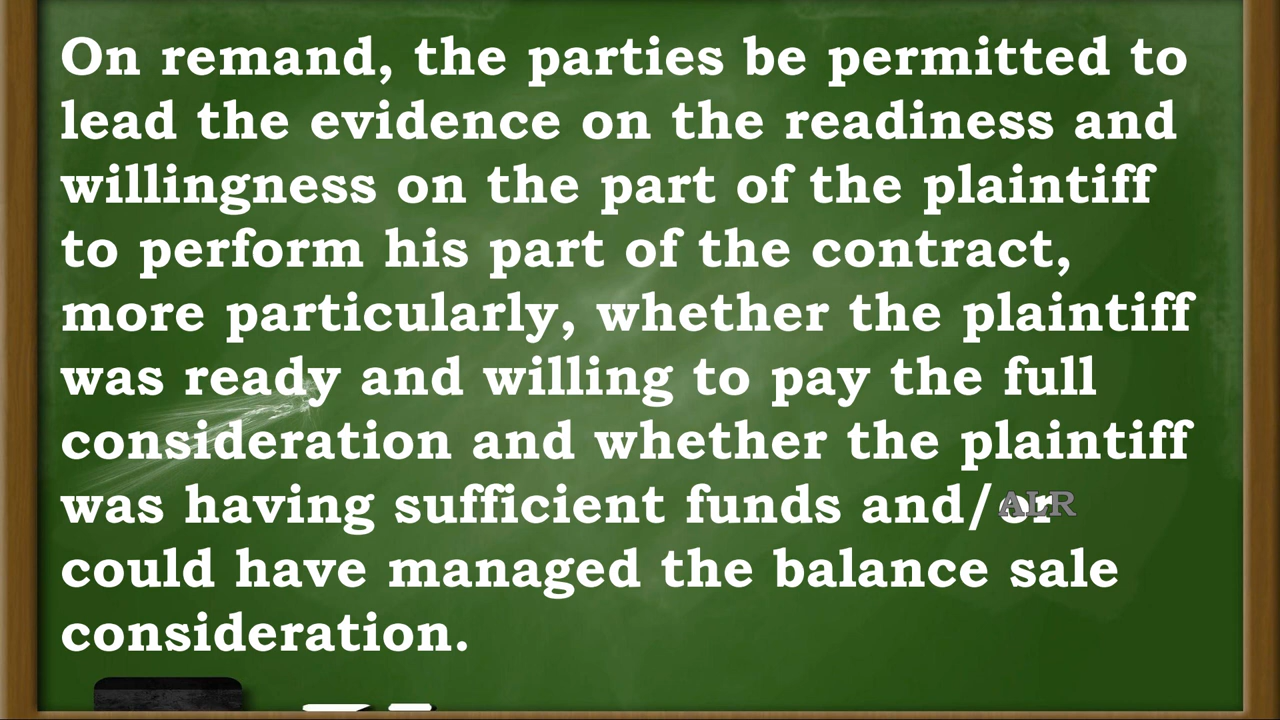 On remand, the parties be permitted to
lead the evidence on the readiness and
willingness on the part of the plaintiff
to perform his part of the contract,
more particularly, whether the plaintiff
was ready and willing to pay the full
consideration and whether the plaintiff
was having sufficient funds and/or
ALR
could have managed the balance sale
consideration.